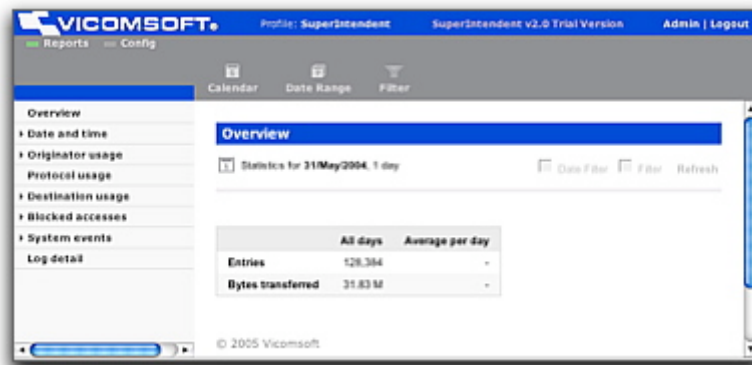 VICOMSOFT.
Profile: SuperIntendent
SuperIntendent v2.0 Trial Version
Admin | Logout
Reports
Config
Calendar
Date Range
Filter
Overview
Date and time
Originator usage
Protocol usage
Destination usage
Blocked accesses
System events
Log detail
Overview
Statistics for 31/May/2004, 1 day
Date Filter
Filter
Refresh
All days Average per day
Entries 128,384 -
Bytes transferred 31.83 M -
© 2005 Vicomsoft